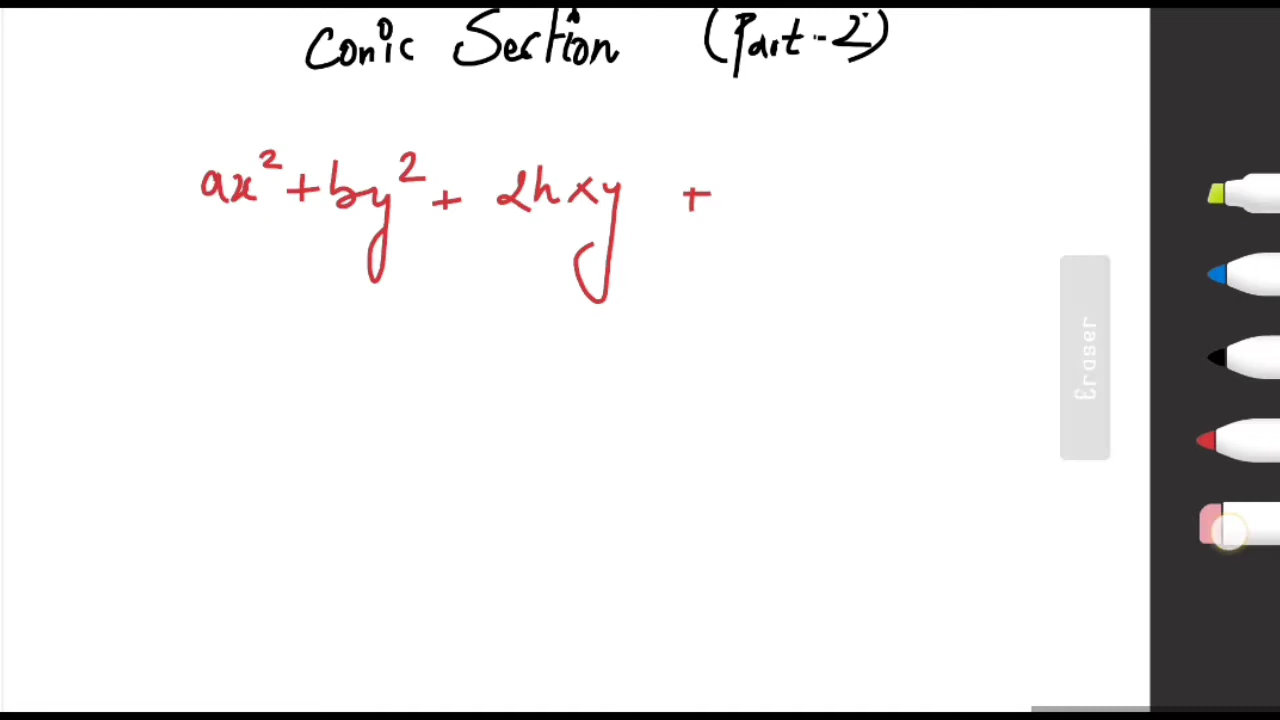 Conic Section (Part-2)
ax² + by² + 2hxy +
Eraser